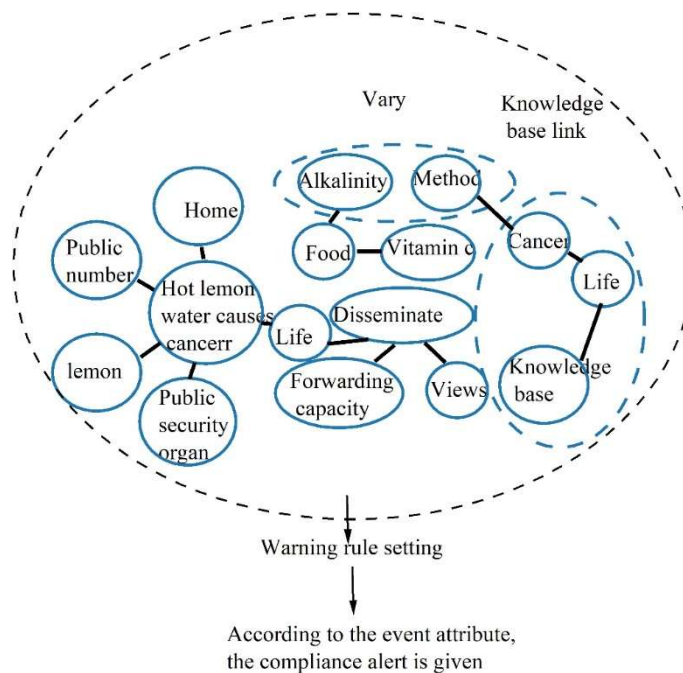 Vary
Knowledge
base link
Alkalinity
Method
Home
Public
number
Food
Vitamin c
Cancer
Life
Hot lemon
water causes
cancerr
Life
Disseminate
lemon
Forwarding
capacity
Views
Knowledge
base
Public
security
organ
Warning rule setting
According to the event attribute,
the compliance alert is given